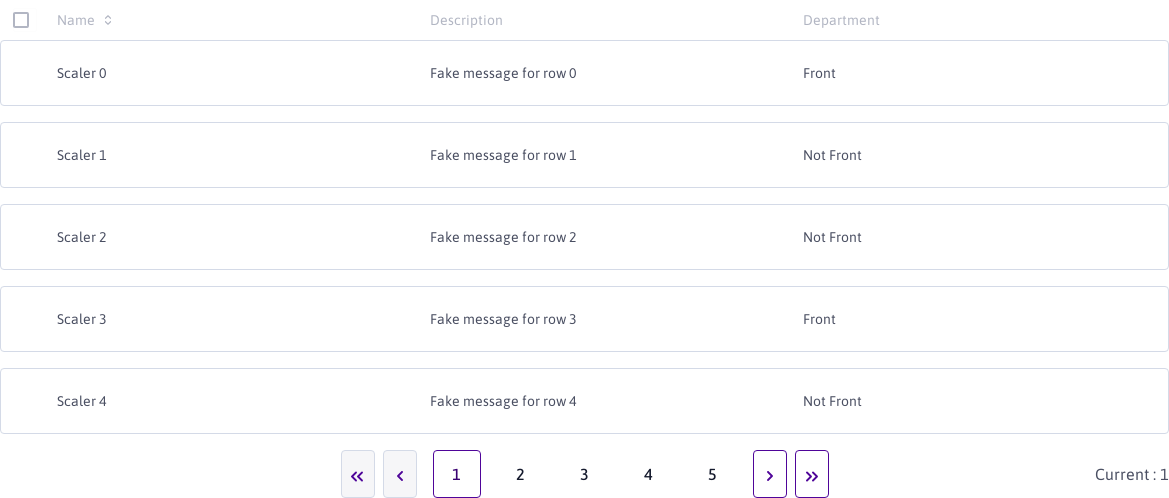 Name Description Department
Scaler 0 Fake message for row 0 Front
Scaler 1 Fake message for row 1 Not Front
Scaler 2 Fake message for row 2 Not Front
Scaler 3 Fake message for row 3 Front
Scaler 4 Fake message for row 4 Not Front
1 2 3 4 5 Current : 1